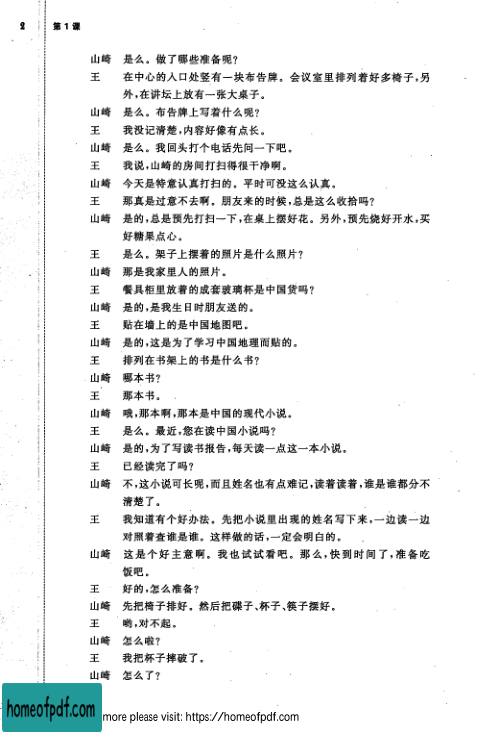 2 第1课
山崎 是么。做了哪些准备呢?
王 在中心的入口处竖有一块布告牌。会议室里排列着好多椅子,另
外,在讲坛上放有一张大桌子。
山崎 是么。布告牌上写着什么呢?
王 我没记清楚,内容好像有点长。
山崎 是么。我回头打个电话先问一下吧。
王 我说,山崎的房间打扫得很干净啊。
山崎 今天是特意认真打扫的。平时可没这么认真。
王 那真是过意不去啊。朋友来的时候,总是这么收拾吗?
山崎 是的,总是预先打扫一下,在桌上摆好花。另外,预先烧好开水,买
好糖果点心。
王 是么。架子上摆着的照片是什么照片?
山崎 那是我家里人的照片。
王 餐具柜里放着的成套玻璃杯是中国货吗?
山崎 是的,是我生日时朋友送的。
王 贴在墙上的是中国地图吧。
山崎 是的,这是为了学习中国地理而贴的。
王 排列在书架上的书是什么书?
山崎 哪本书?
王 那本书。
山崎 哦,那本啊,那本是中国的现代小说。
王 是么。最近,您在读中国小说吗?
山崎 是的,为了写读书报告,每天读一点这一本小说。
王 已经读完了吗?
山崎 不,这小说可长呢,而且姓名也有点难记,读着读着,谁是谁都分不
清楚了。
王 我知道有个好办法。先把小说里出现的姓名写下来,一边读一边
对照着查谁是谁。这样做的话,一定会明白的。
山崎 这是个好主意啊。我也试试看吧。那么,快到时间了,准备吃
饭吧。
王 好的,怎么准备?
山崎 先把椅子排好。然后把碟子、杯子、筷子摆好。
王 哟,对不起。
山崎 怎么啦?
王 我把杯子摔破了。
山崎 怎么了?
homeofpdf.com
more please visit: https://homeofpdf.com